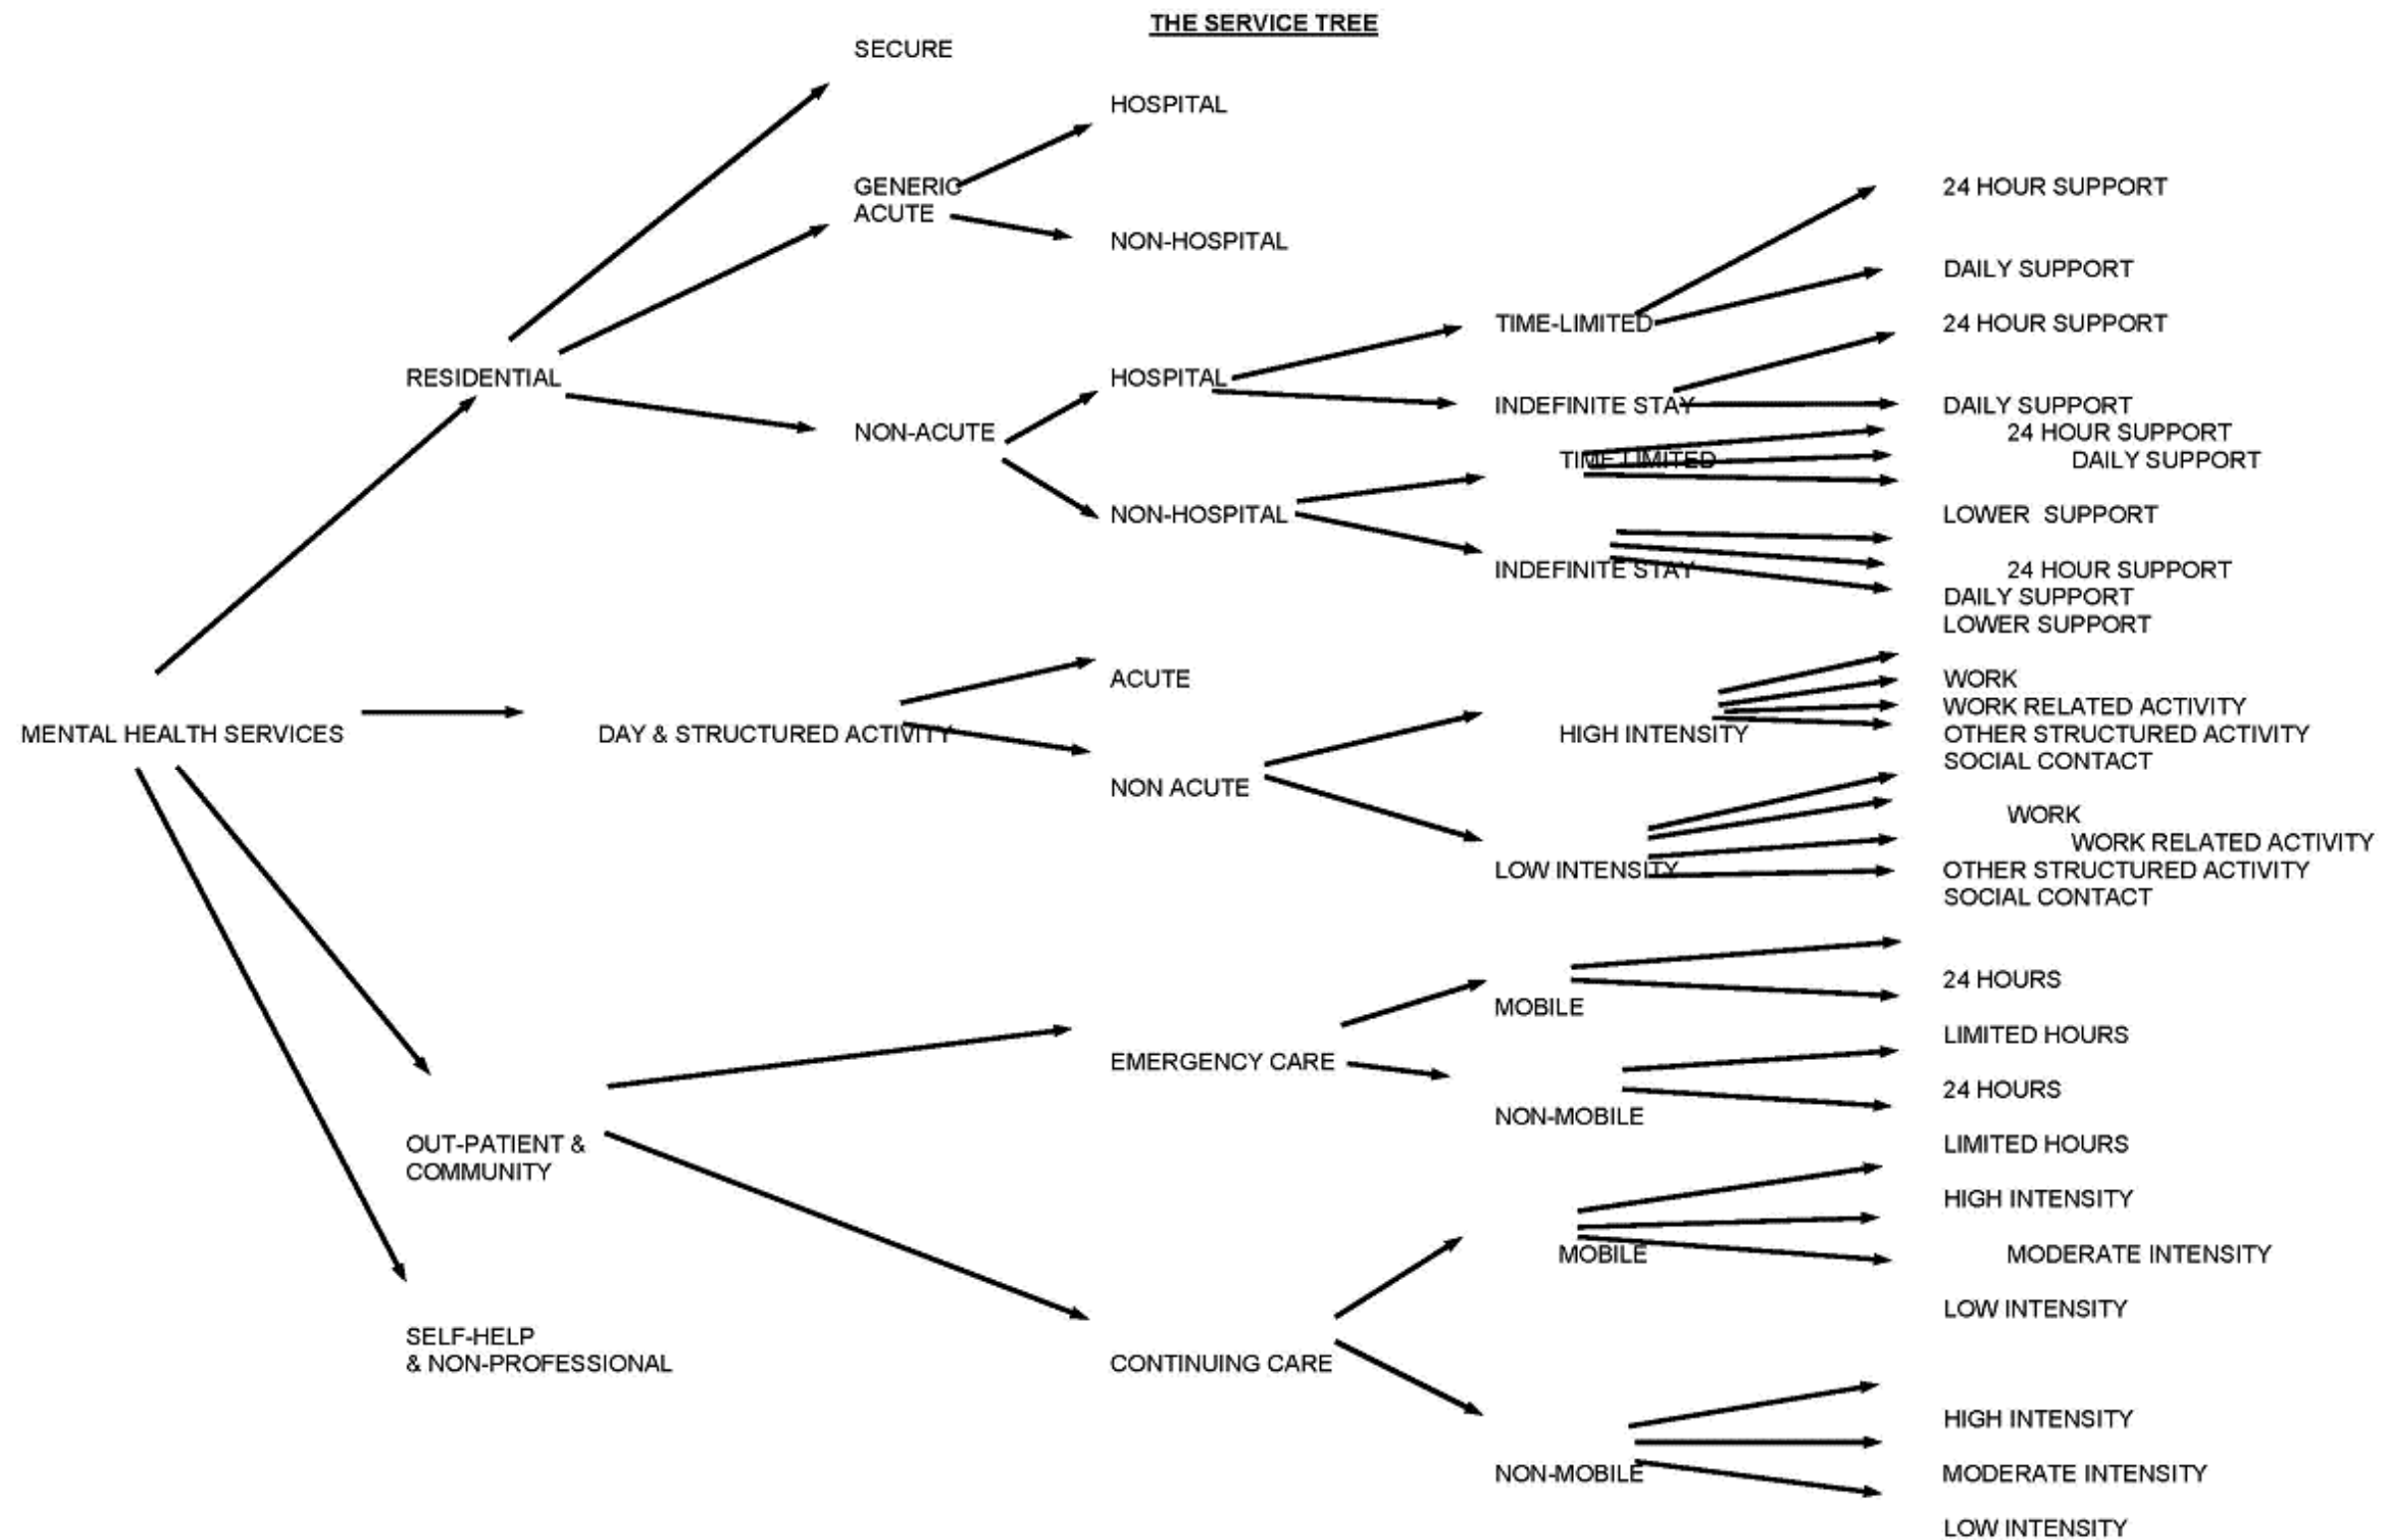 THE SERVICE TREE
SECURE
HOSPITAL
GENERIC
ACUTE
24 HOUR SUPPORT
NON-HOSPITAL
DAILY SUPPORT
TIME-LIMITED
24 HOUR SUPPORT
RESIDENTIAL
HOSPITAL
INDEFINITE STAY
DAILY SUPPORT
NON-ACUTE
24 HOUR SUPPORT
TIME LIMITED
DAILY SUPPORT
NON-HOSPITAL
LOWER SUPPORT
INDEFINITE STAY
24 HOUR SUPPORT
DAILY SUPPORT
LOWER SUPPORT
ACUTE
WORK
WORK RELATED ACTIVITY
MENTAL HEALTH SERVICES
DAY & STRUCTURED ACTIVITY
HIGH INTENSITY
OTHER STRUCTURED ACTIVITY
SOCIAL CONTACT
NON ACUTE
WORK
WORK RELATED ACTIVITY
LOW INTENSITY
OTHER STRUCTURED ACTIVITY
SOCIAL CONTACT
24 HOURS
MOBILE
LIMITED HOURS
EMERGENCY CARE
24 HOURS
NON-MOBILE
OUT-PATIENT &
COMMUNITY
LIMITED HOURS
HIGH INTENSITY
MOBILE
MODERATE INTENSITY
LOW INTENSITY
SELF-HELP
& NON-PROFESSIONAL
CONTINUING CARE
HIGH INTENSITY
NON-MOBILE
MODERATE INTENSITY
LOW INTENSITY